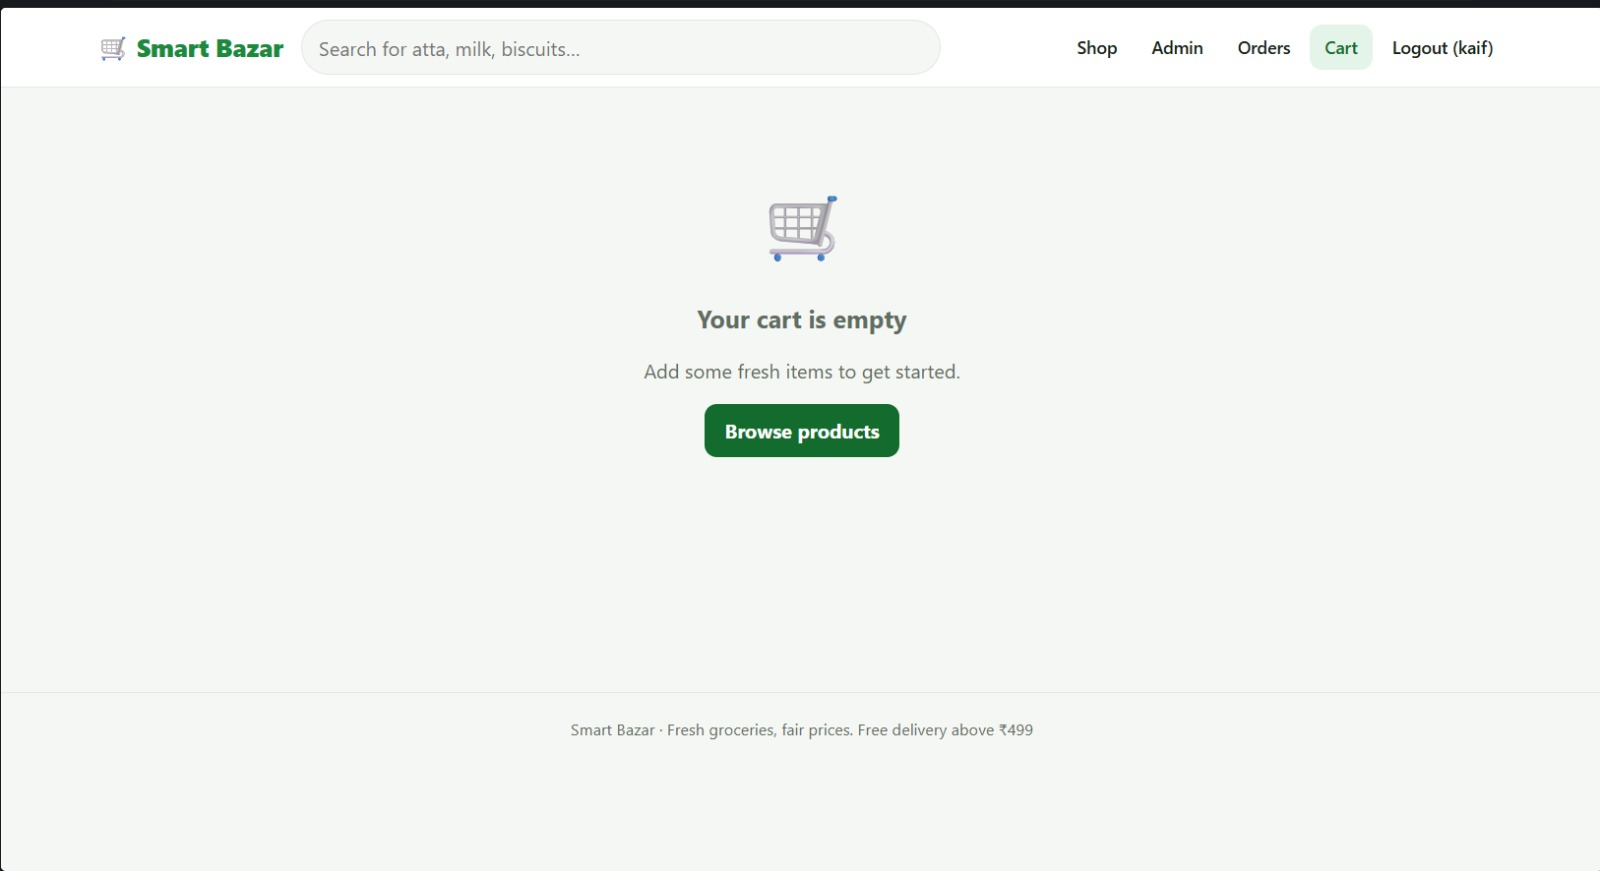 Smart Bazar
Search for atta, milk, biscuits...
Shop
Admin
Orders
Cart
Logout (kaif)
Your cart is empty
Add some fresh items to get started.
Browse products
Smart Bazar · Fresh groceries, fair prices. Free delivery above ₹499